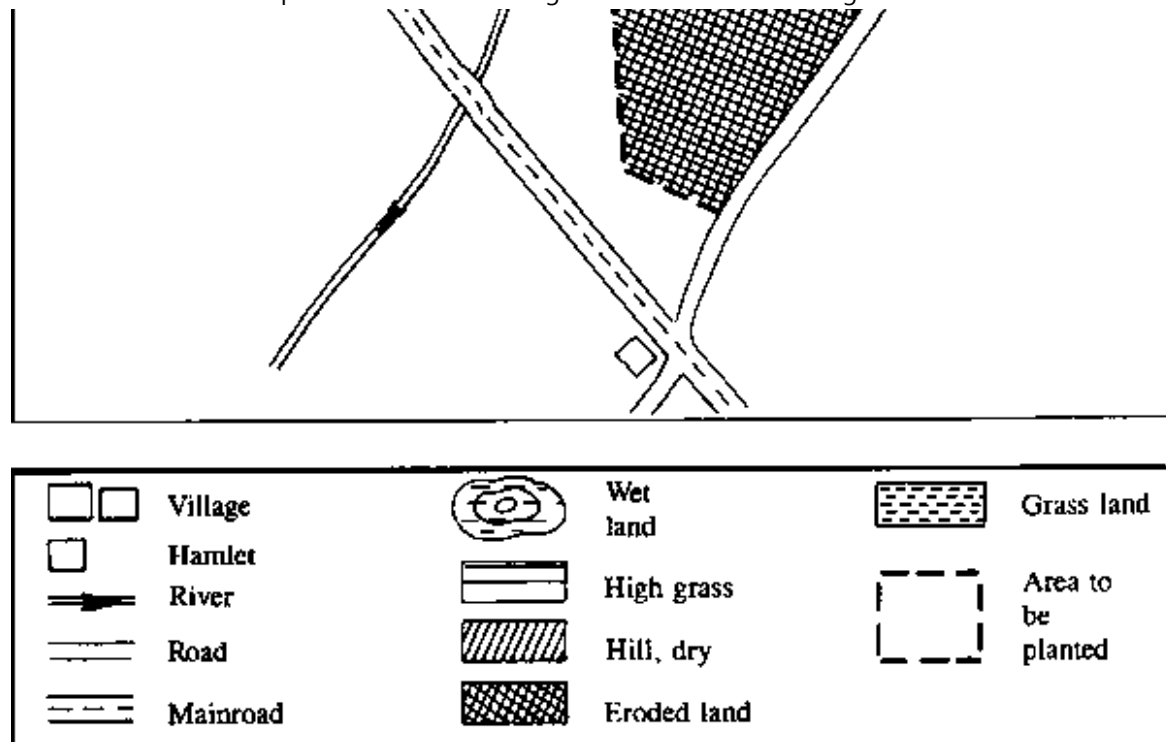 Village
Hamlet
River
Road
Mainroad
Wet
land
High grass
Hill, dry
Eroded land
Grass land
Area to
be
planted